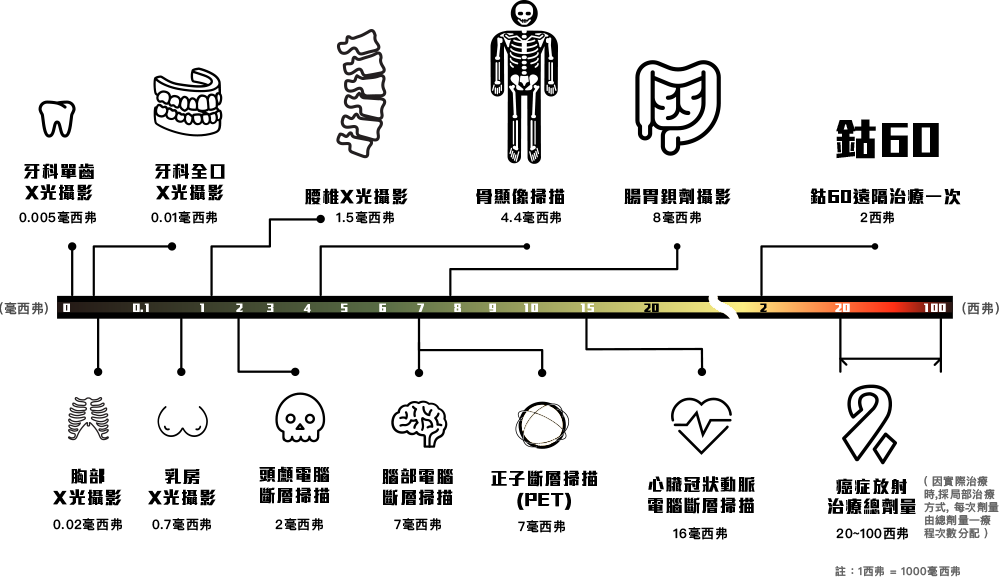 鈷60
牙科單齒
X光攝影
0.005毫西弗
牙科全口
X光攝影
0.01毫西弗
腰椎X光攝影
1.5毫西弗
骨顯像掃描
4.4毫西弗
腸胃鋇劑攝影
8毫西弗
鈷60遠隔治療一次
2西弗
(毫西弗) 0 0.1 1 2 3 4 5 6 7 8 9 10 15 20 2 20 100 (西弗)
胸部
X光攝影
0.02毫西弗
乳房
X光攝影
0.7毫西弗
頭顱電腦
斷層掃描
2毫西弗
腦部電腦
斷層掃描
7毫西弗
正子斷層掃描
(PET)
7毫西弗
心臟冠狀動脈
電腦斷層掃描
16毫西弗
癌症放射
治療總劑量
20~100西弗
( 因實際治療
時,採局部治療
方式, 每次劑量
由總劑量一療
程次數分配 )
註：1西弗 = 1000毫西弗